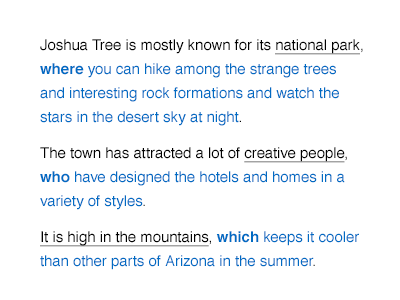 Joshua Tree is mostly known for its national park,
where you can hike among the strange trees
and interesting rock formations and watch the
stars in the desert sky at night.
The town has attracted a lot of creative people,
who have designed the hotels and homes in a
variety of styles.
It is high in the mountains, which keeps it cooler
than other parts of Arizona in the summer.